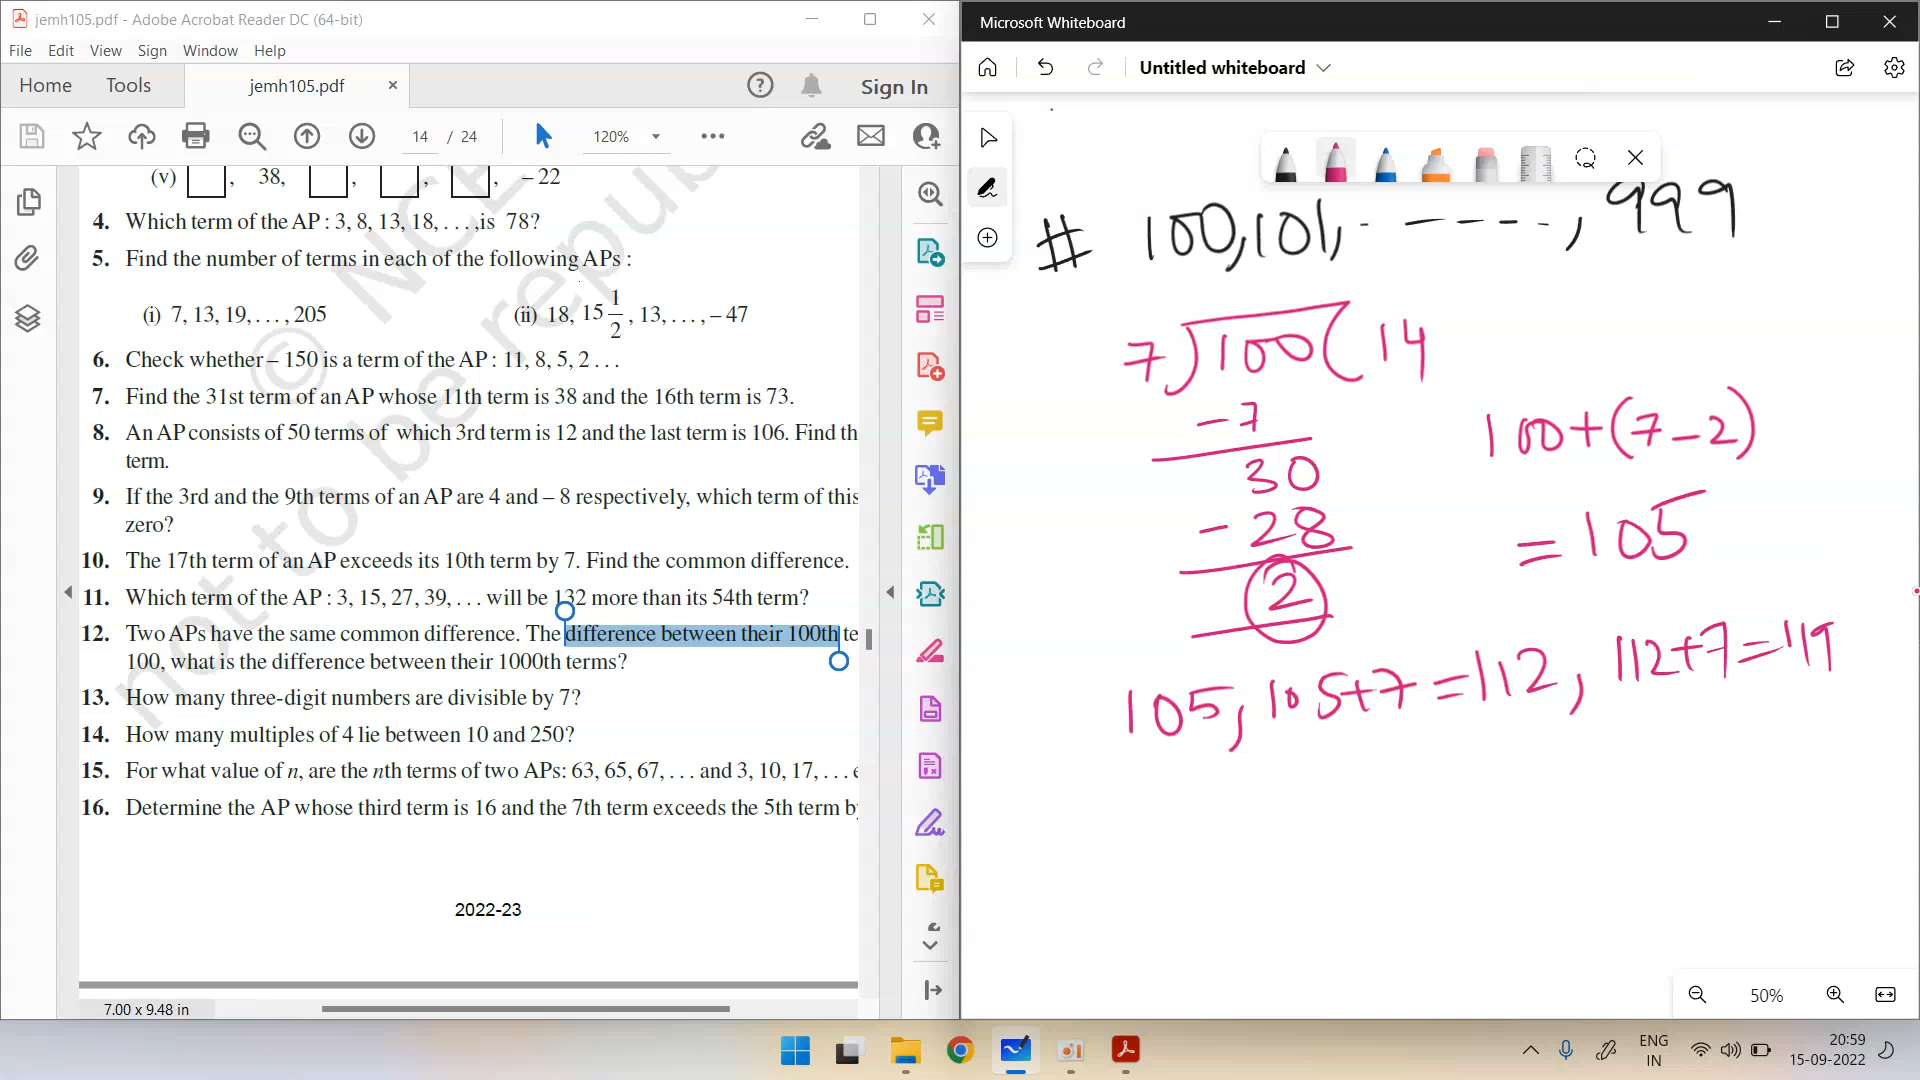 jemh105.pdf - Adobe Acrobat Reader DC (64-bit)
File Edit View Sign Window Help
Home Tools jemh105.pdf × Sign In
14 / 24 120%
(v) , 38, , , , – 22
4. Which term of the AP : 3, 8, 13, 18, . . . ,is 78?
5. Find the number of terms in each of the following APs :
(i) 7, 13, 19, . . . , 205 (ii) 18, 15 1/2 , 13, . . . , – 47
6. Check whether – 150 is a term of the AP : 11, 8, 5, 2 . . .
7. Find the 31st term of an AP whose 11th term is 38 and the 16th term is 73.
8. An AP consists of 50 terms of which 3rd term is 12 and the last term is 106. Find th
term.
9. If the 3rd and the 9th terms of an AP are 4 and – 8 respectively, which term of this
zero?
10. The 17th term of an AP exceeds its 10th term by 7. Find the common difference.
11. Which term of the AP : 3, 15, 27, 39, . . . will be 132 more than its 54th term?
12. Two APs have the same common difference. The difference between their 100th te
100, what is the difference between their 1000th terms?
13. How many three-digit numbers are divisible by 7?
14. How many multiples of 4 lie between 10 and 250?
15. For what value of n, are the nth terms of two APs: 63, 65, 67, . . . and 3, 10, 17, . . . e
16. Determine the AP whose third term is 16 and the 7th term exceeds the 5th term by
© NCE
not to be repu
2022-23
7.00 x 9.48 in
Microsoft Whiteboard
Untitled whiteboard
# 100,101,- - - - - . , 999
7)100(14
-7
30
-28
2
100+(7-2)
=105
105, 105+7=112, 112+7=119
50%
ENG
IN
20:59
15-09-2022